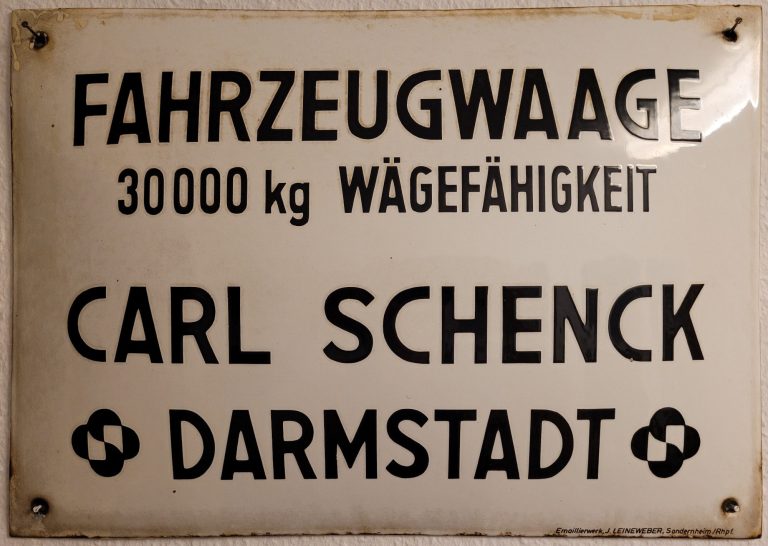 FAHRZEUGWAAGE
30000 kg WÄGEFÄHIGKEIT
CARL SCHENCK
DARMSTADT
Emaillierwerk, J. LEINEWEBER, Sondernheim/Rhpf.